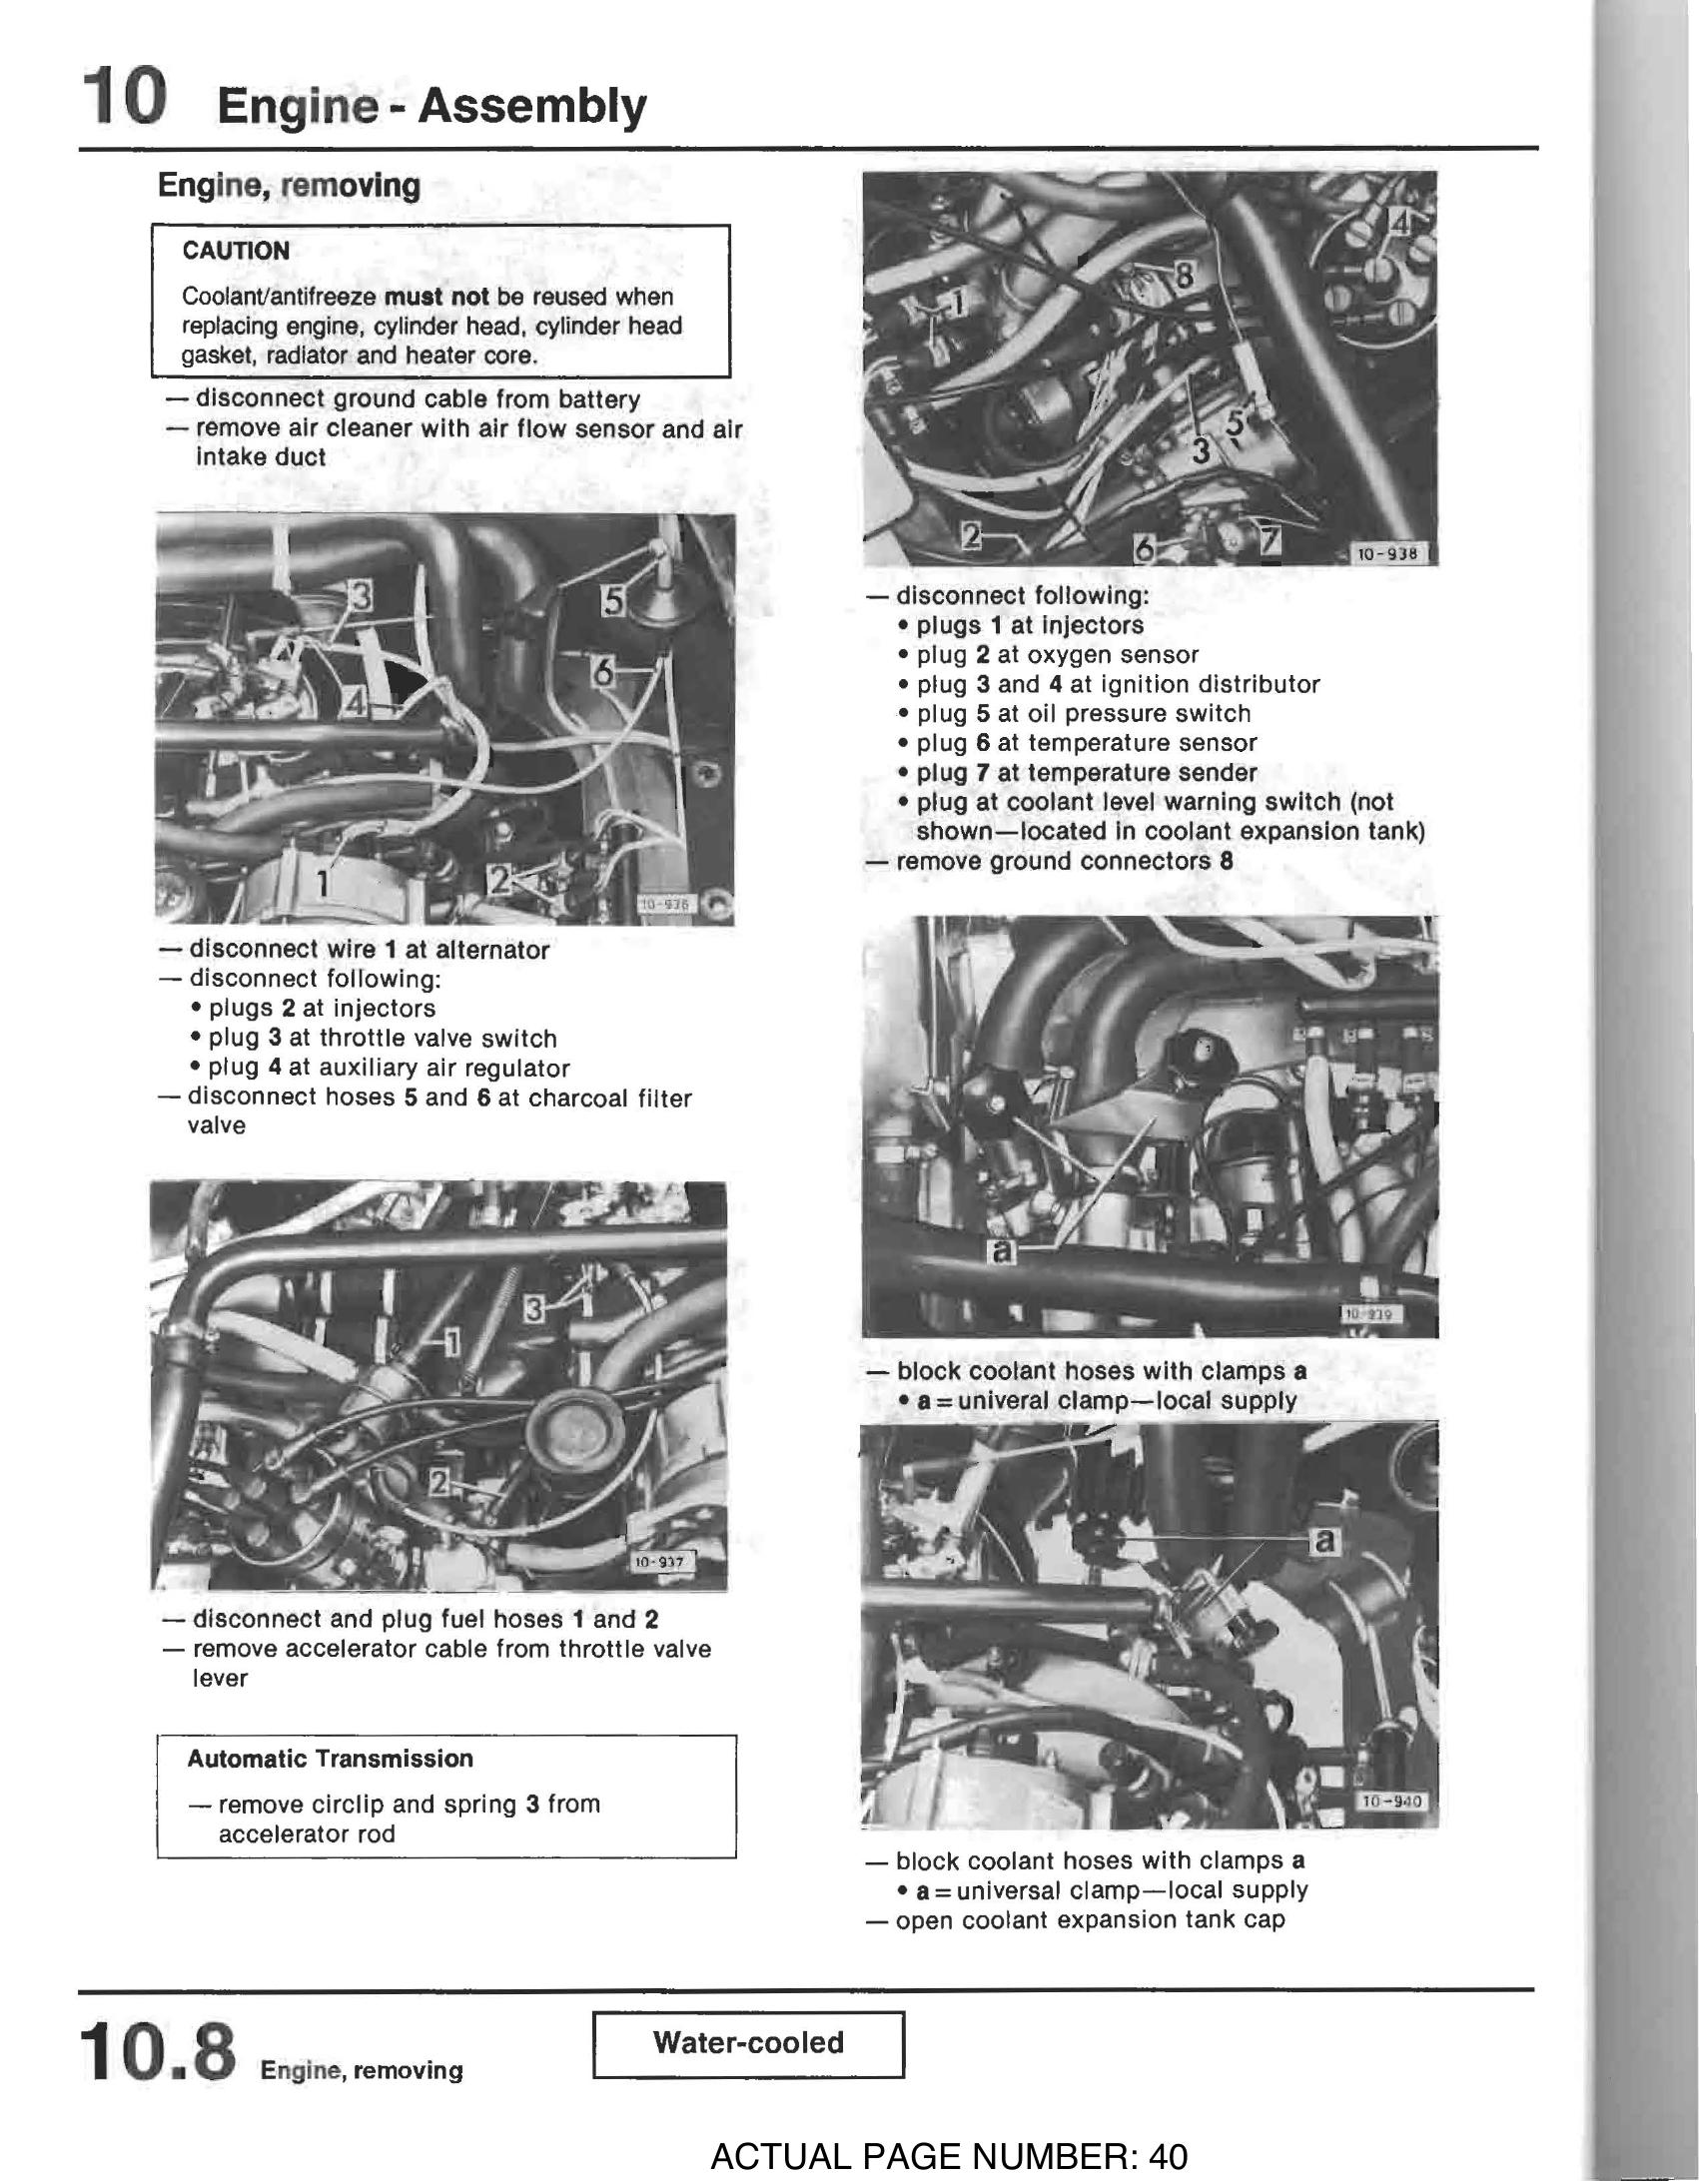 10 Engine - Assembly
Engine, removing
CAUTION
Coolant/antifreeze must not be reused when
replacing engine, cylinder head, cylinder head
gasket, radiator and heater core.
— disconnect ground cable from battery
— remove air cleaner with air flow sensor and air
intake duct
3
5
6
4
1
2
10-936
— disconnect wire 1 at alternator
— disconnect following:
• plugs 2 at injectors
• plug 3 at throttle valve switch
• plug 4 at auxiliary air regulator
— disconnect hoses 5 and 6 at charcoal filter
valve
3
1
2
10-937
— disconnect and plug fuel hoses 1 and 2
— remove accelerator cable from throttle valve
lever
Automatic Transmission
— remove circlip and spring 3 from
accelerator rod
4
8
1
5
3
2
6
7
10-938
— disconnect following:
• plugs 1 at injectors
• plug 2 at oxygen sensor
• plug 3 and 4 at ignition distributor
• plug 5 at oil pressure switch
• plug 6 at temperature sensor
• plug 7 at temperature sender
• plug at coolant level warning switch (not
shown—located in coolant expansion tank)
— remove ground connectors 8
a
10-939
— block coolant hoses with clamps a
• a = univeral clamp—local supply
a
10-940
— block coolant hoses with clamps a
• a = universal clamp—local supply
— open coolant expansion tank cap
10.8 Engine, removing
Water-cooled
ACTUAL PAGE NUMBER: 40